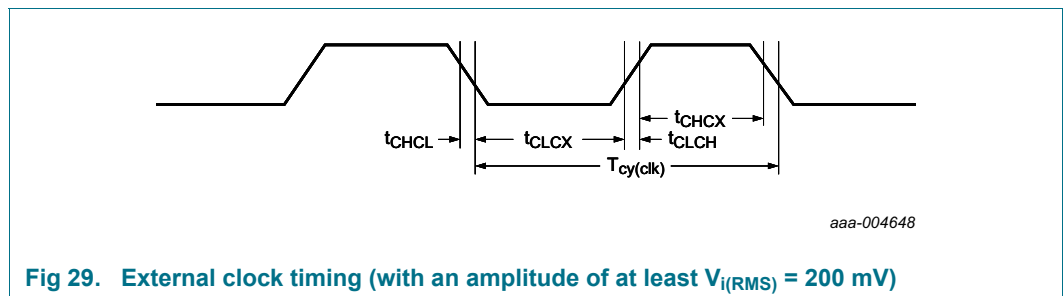 tCHCX
tCHCL tCLCX tCLCH
Tcy(clk)
aaa-004648
Fig 29. External clock timing (with an amplitude of at least Vi(RMS) = 200 mV)